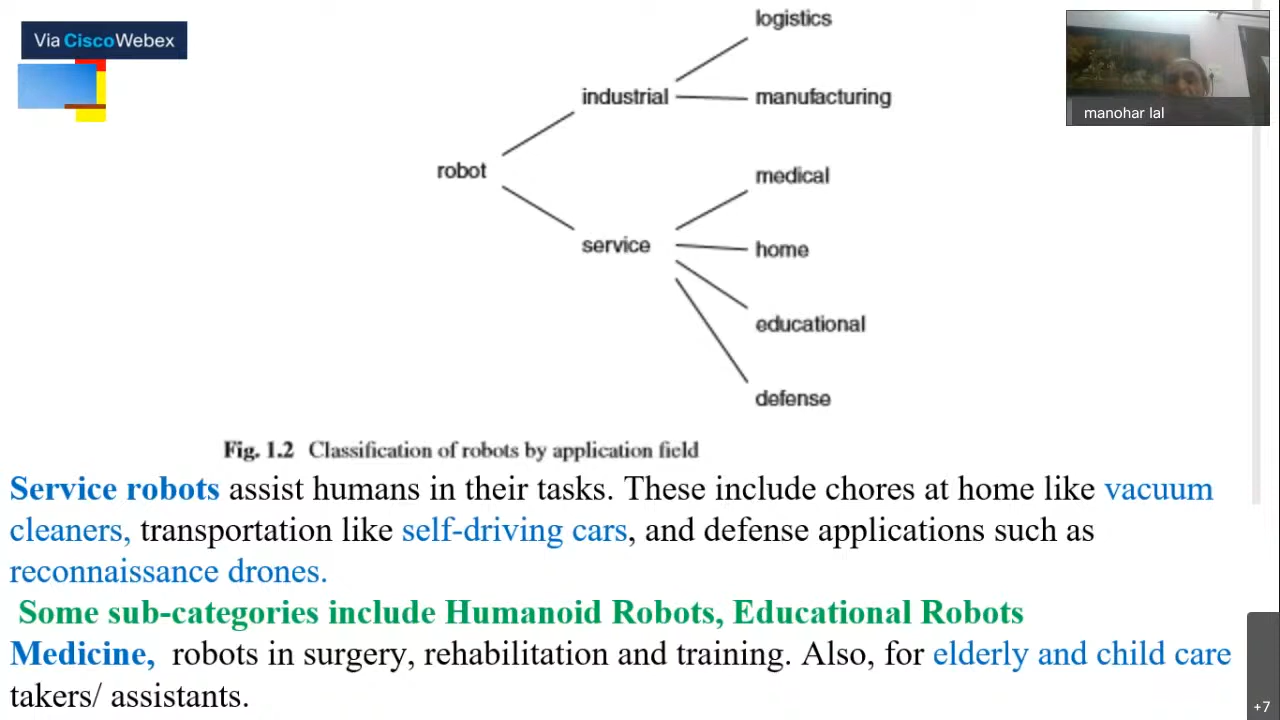 Via Cisco Webex
logistics
industrial
manufacturing
manohar lal
robot
medical
service
home
educational
defense
Fig. 1.2 Classification of robots by application field
Service robots assist humans in their tasks. These include chores at home like vacuum
cleaners, transportation like self-driving cars, and defense applications such as
reconnaissance drones.
Some sub-categories include Humanoid Robots, Educational Robots
Medicine, robots in surgery, rehabilitation and training. Also, for elderly and child care
takers/ assistants.
+7